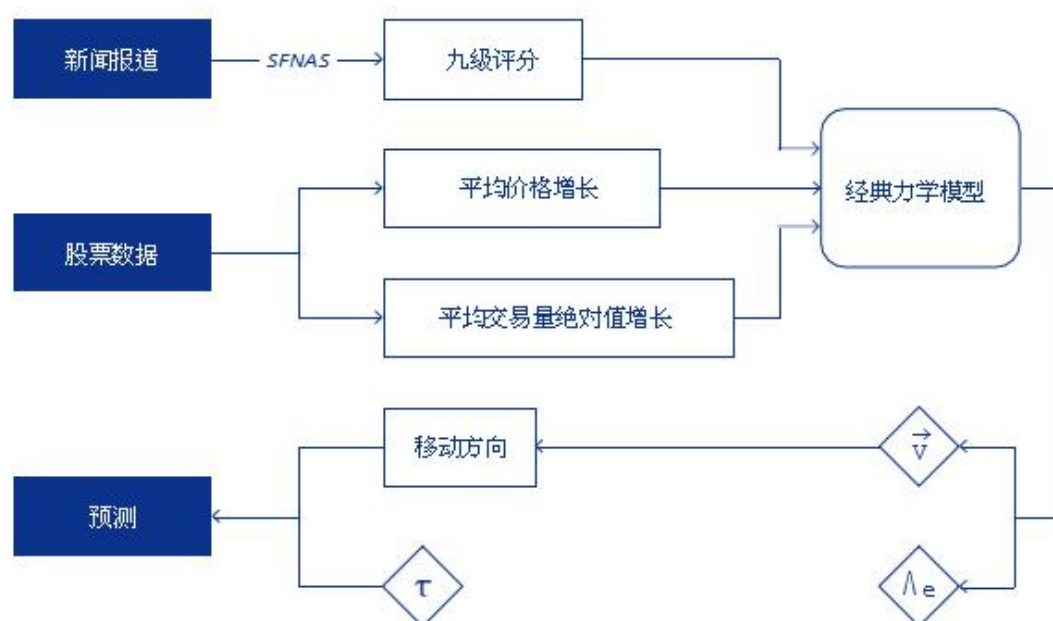 新闻报道
SFNAS
九级评分
平均价格增长
经典力学模型
股票数据
平均交易量绝对值增长
移动方向
v⃗
预测
τ
Λe